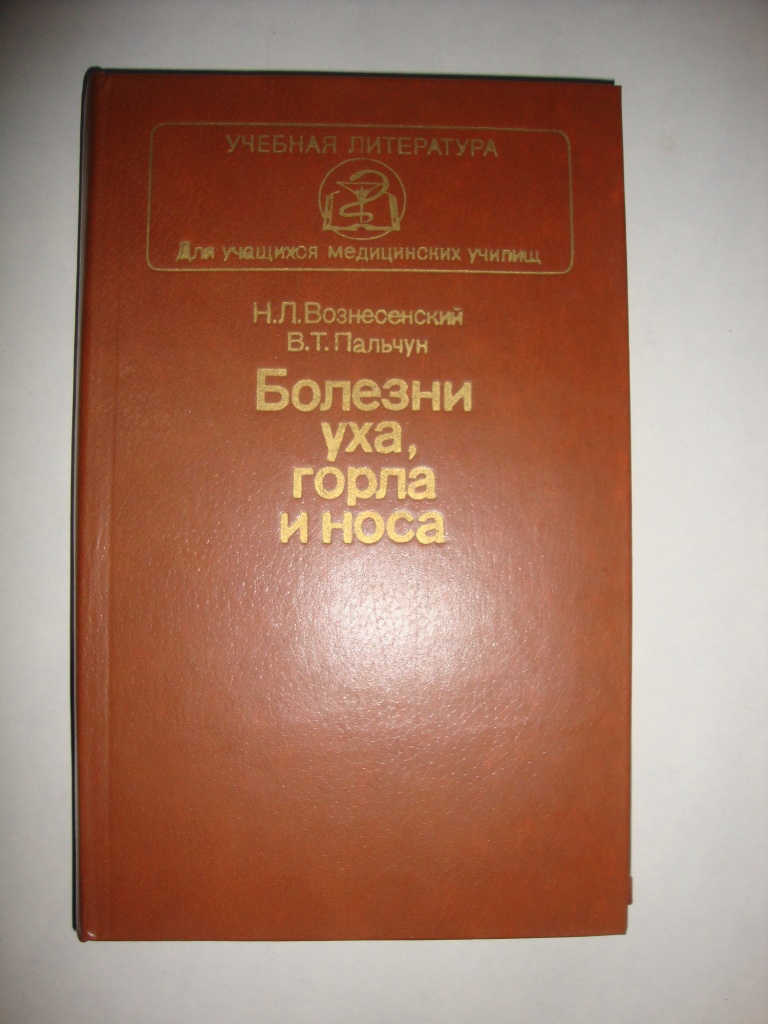 УЧЕБНАЯ ЛИТЕРАТУРА
Для учащихся медицинских училищ
Н.Л.Вознесенский
В.Т.Пальчун
Болезни
уха,
горла
и носа